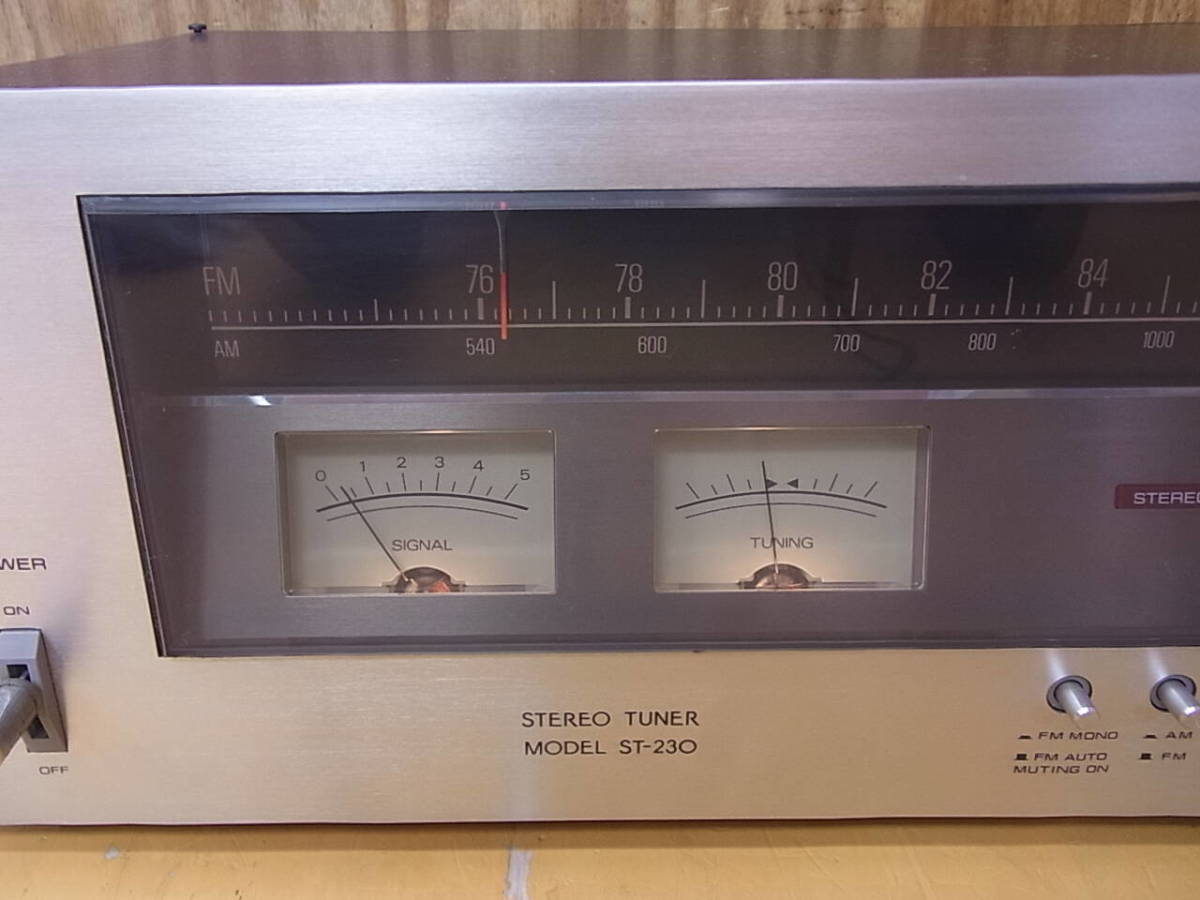 FM 76 78 80 82 84
AM 540 600 700 800 1000
0 1 2 3 4 5
SIGNAL
TUNING
STEREO
WER
ON
OFF
STEREO TUNER
MODEL ST-230
FM MONO
FM AUTO
MUTING ON
AM
FM